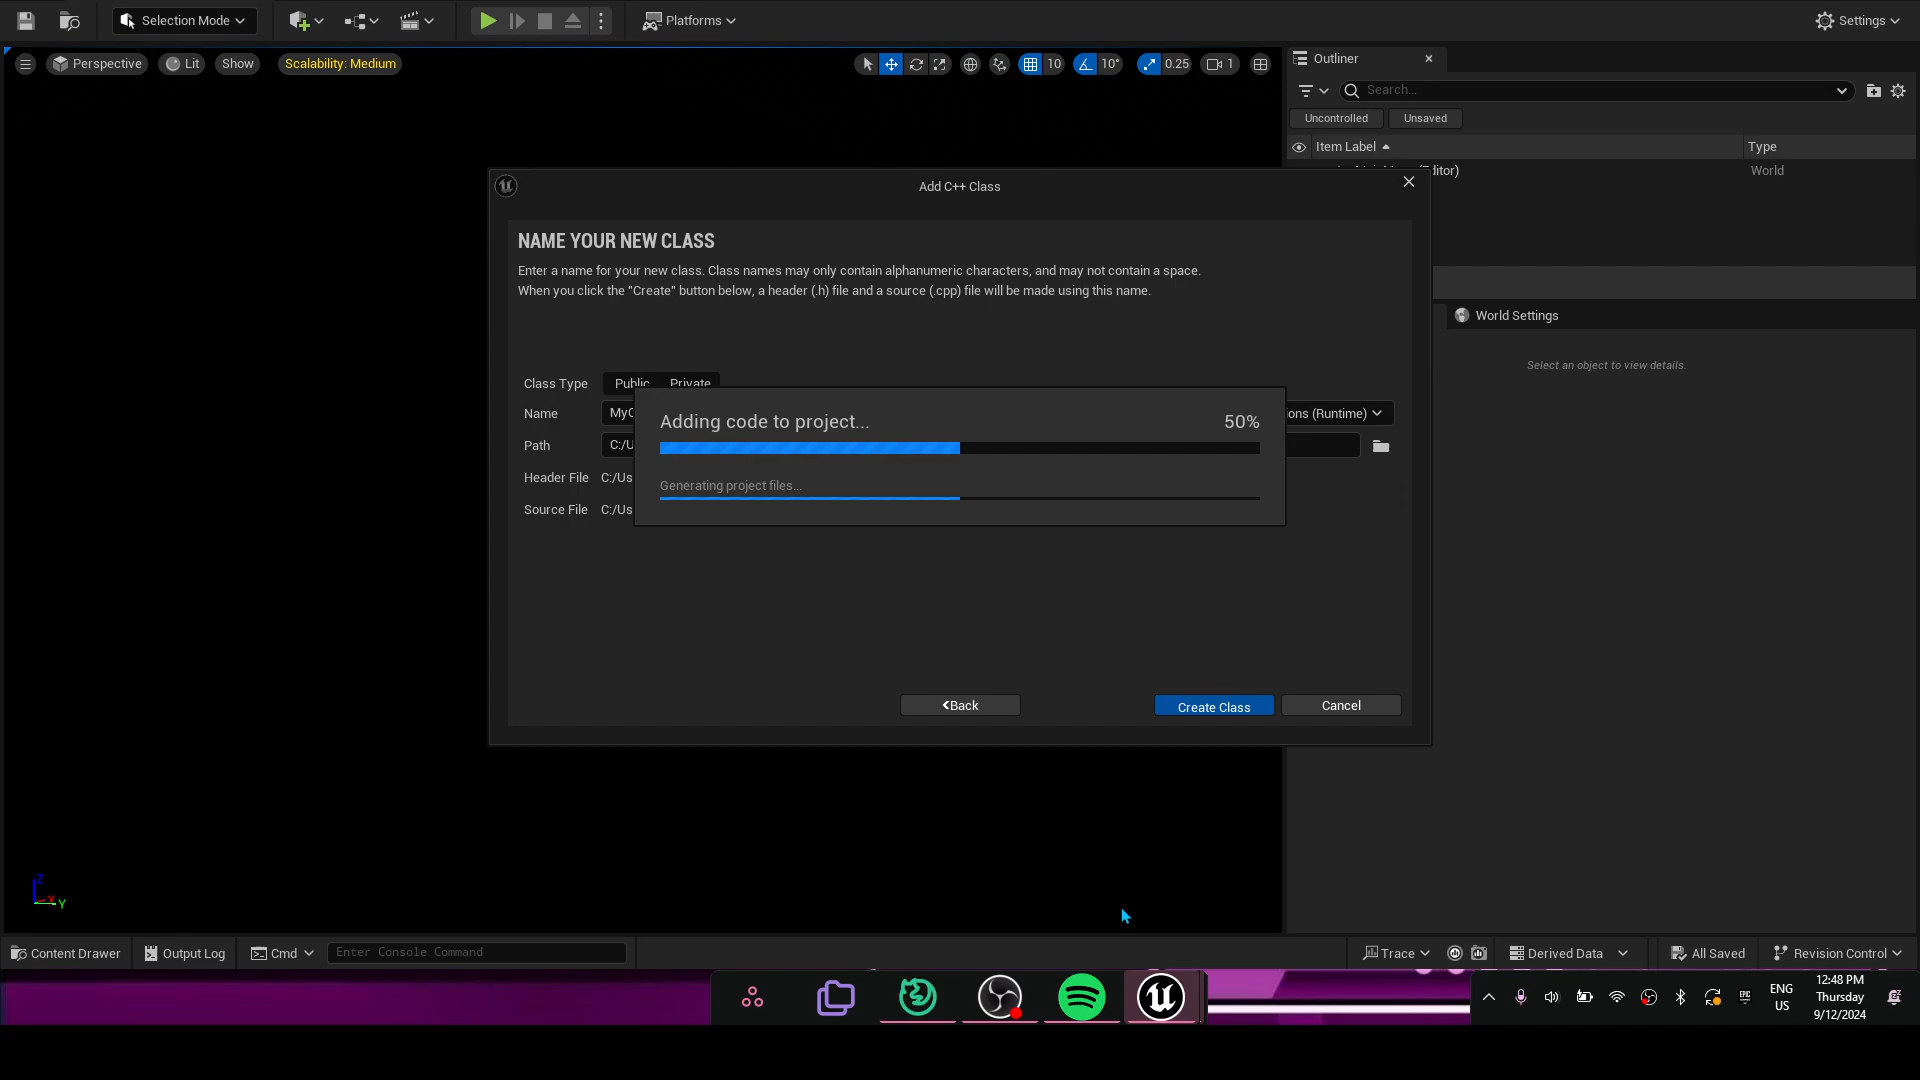 Selection Mode
Platforms
Settings
Perspective
Lit
Show
Scalability: Medium
10
10°
0.25
1
Outliner
Search...
Uncontrolled
Unsaved
Item Label
Type
World
Add C++ Class
NAME YOUR NEW CLASS
Enter a name for your new class. Class names may only contain alphanumeric characters, and may not contain a space.
When you click the "Create" button below, a header (.h) file and a source (.cpp) file will be made using this name.
World Settings
Select an object to view details.
Class Type
Public
Private
Name
Path
C:/U
Header File
C:/Us
Source File
C:/Us
(Runtime)
Adding code to project...
50%
Generating project files...
Back
Create Class
Cancel
Z
X
Y
Content Drawer
Output Log
Cmd
Enter Console Command
Trace
Derived Data
All Saved
Revision Control
ENG
US
12:48 PM
Thursday
9/12/2024